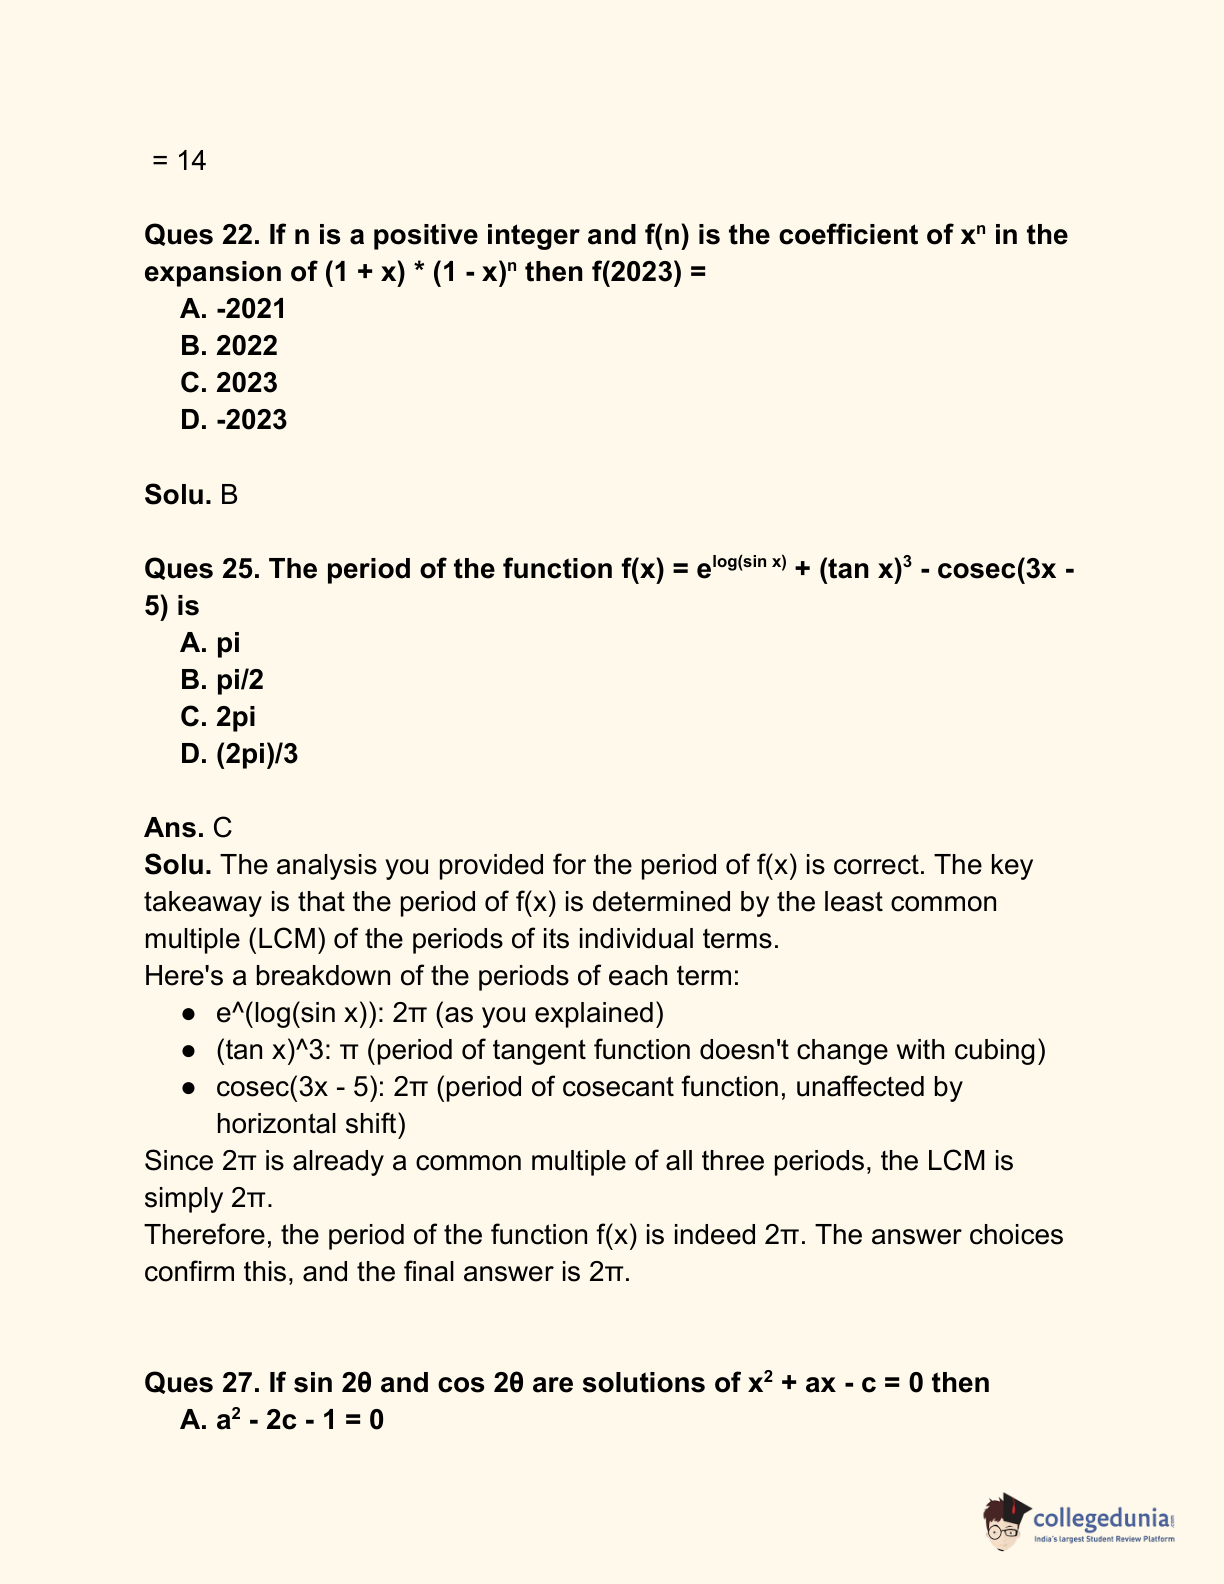 = 14
Ques 22. If n is a positive integer and f(n) is the coefficient of xⁿ in the
expansion of (1 + x) * (1 - x)ⁿ then f(2023) =
A. -2021
B. 2022
C. 2023
D. -2023
Solu. B
Ques 25. The period of the function f(x) = e^log(sin x) + (tan x)³ - cosec(3x -
5) is
A. pi
B. pi/2
C. 2pi
D. (2pi)/3
Ans. C
Solu. The analysis you provided for the period of f(x) is correct. The key
takeaway is that the period of f(x) is determined by the least common
multiple (LCM) of the periods of its individual terms.
Here's a breakdown of the periods of each term:
● e^(log(sin x)): 2π (as you explained)
● (tan x)^3: π (period of tangent function doesn't change with cubing)
● cosec(3x - 5): 2π (period of cosecant function, unaffected by
horizontal shift)
Since 2π is already a common multiple of all three periods, the LCM is
simply 2π.
Therefore, the period of the function f(x) is indeed 2π. The answer choices
confirm this, and the final answer is 2π.
Ques 27. If sin 2θ and cos 2θ are solutions of x² + ax - c = 0 then
A. a² - 2c - 1 = 0
collegedunia.com
India's largest Student Review Platform